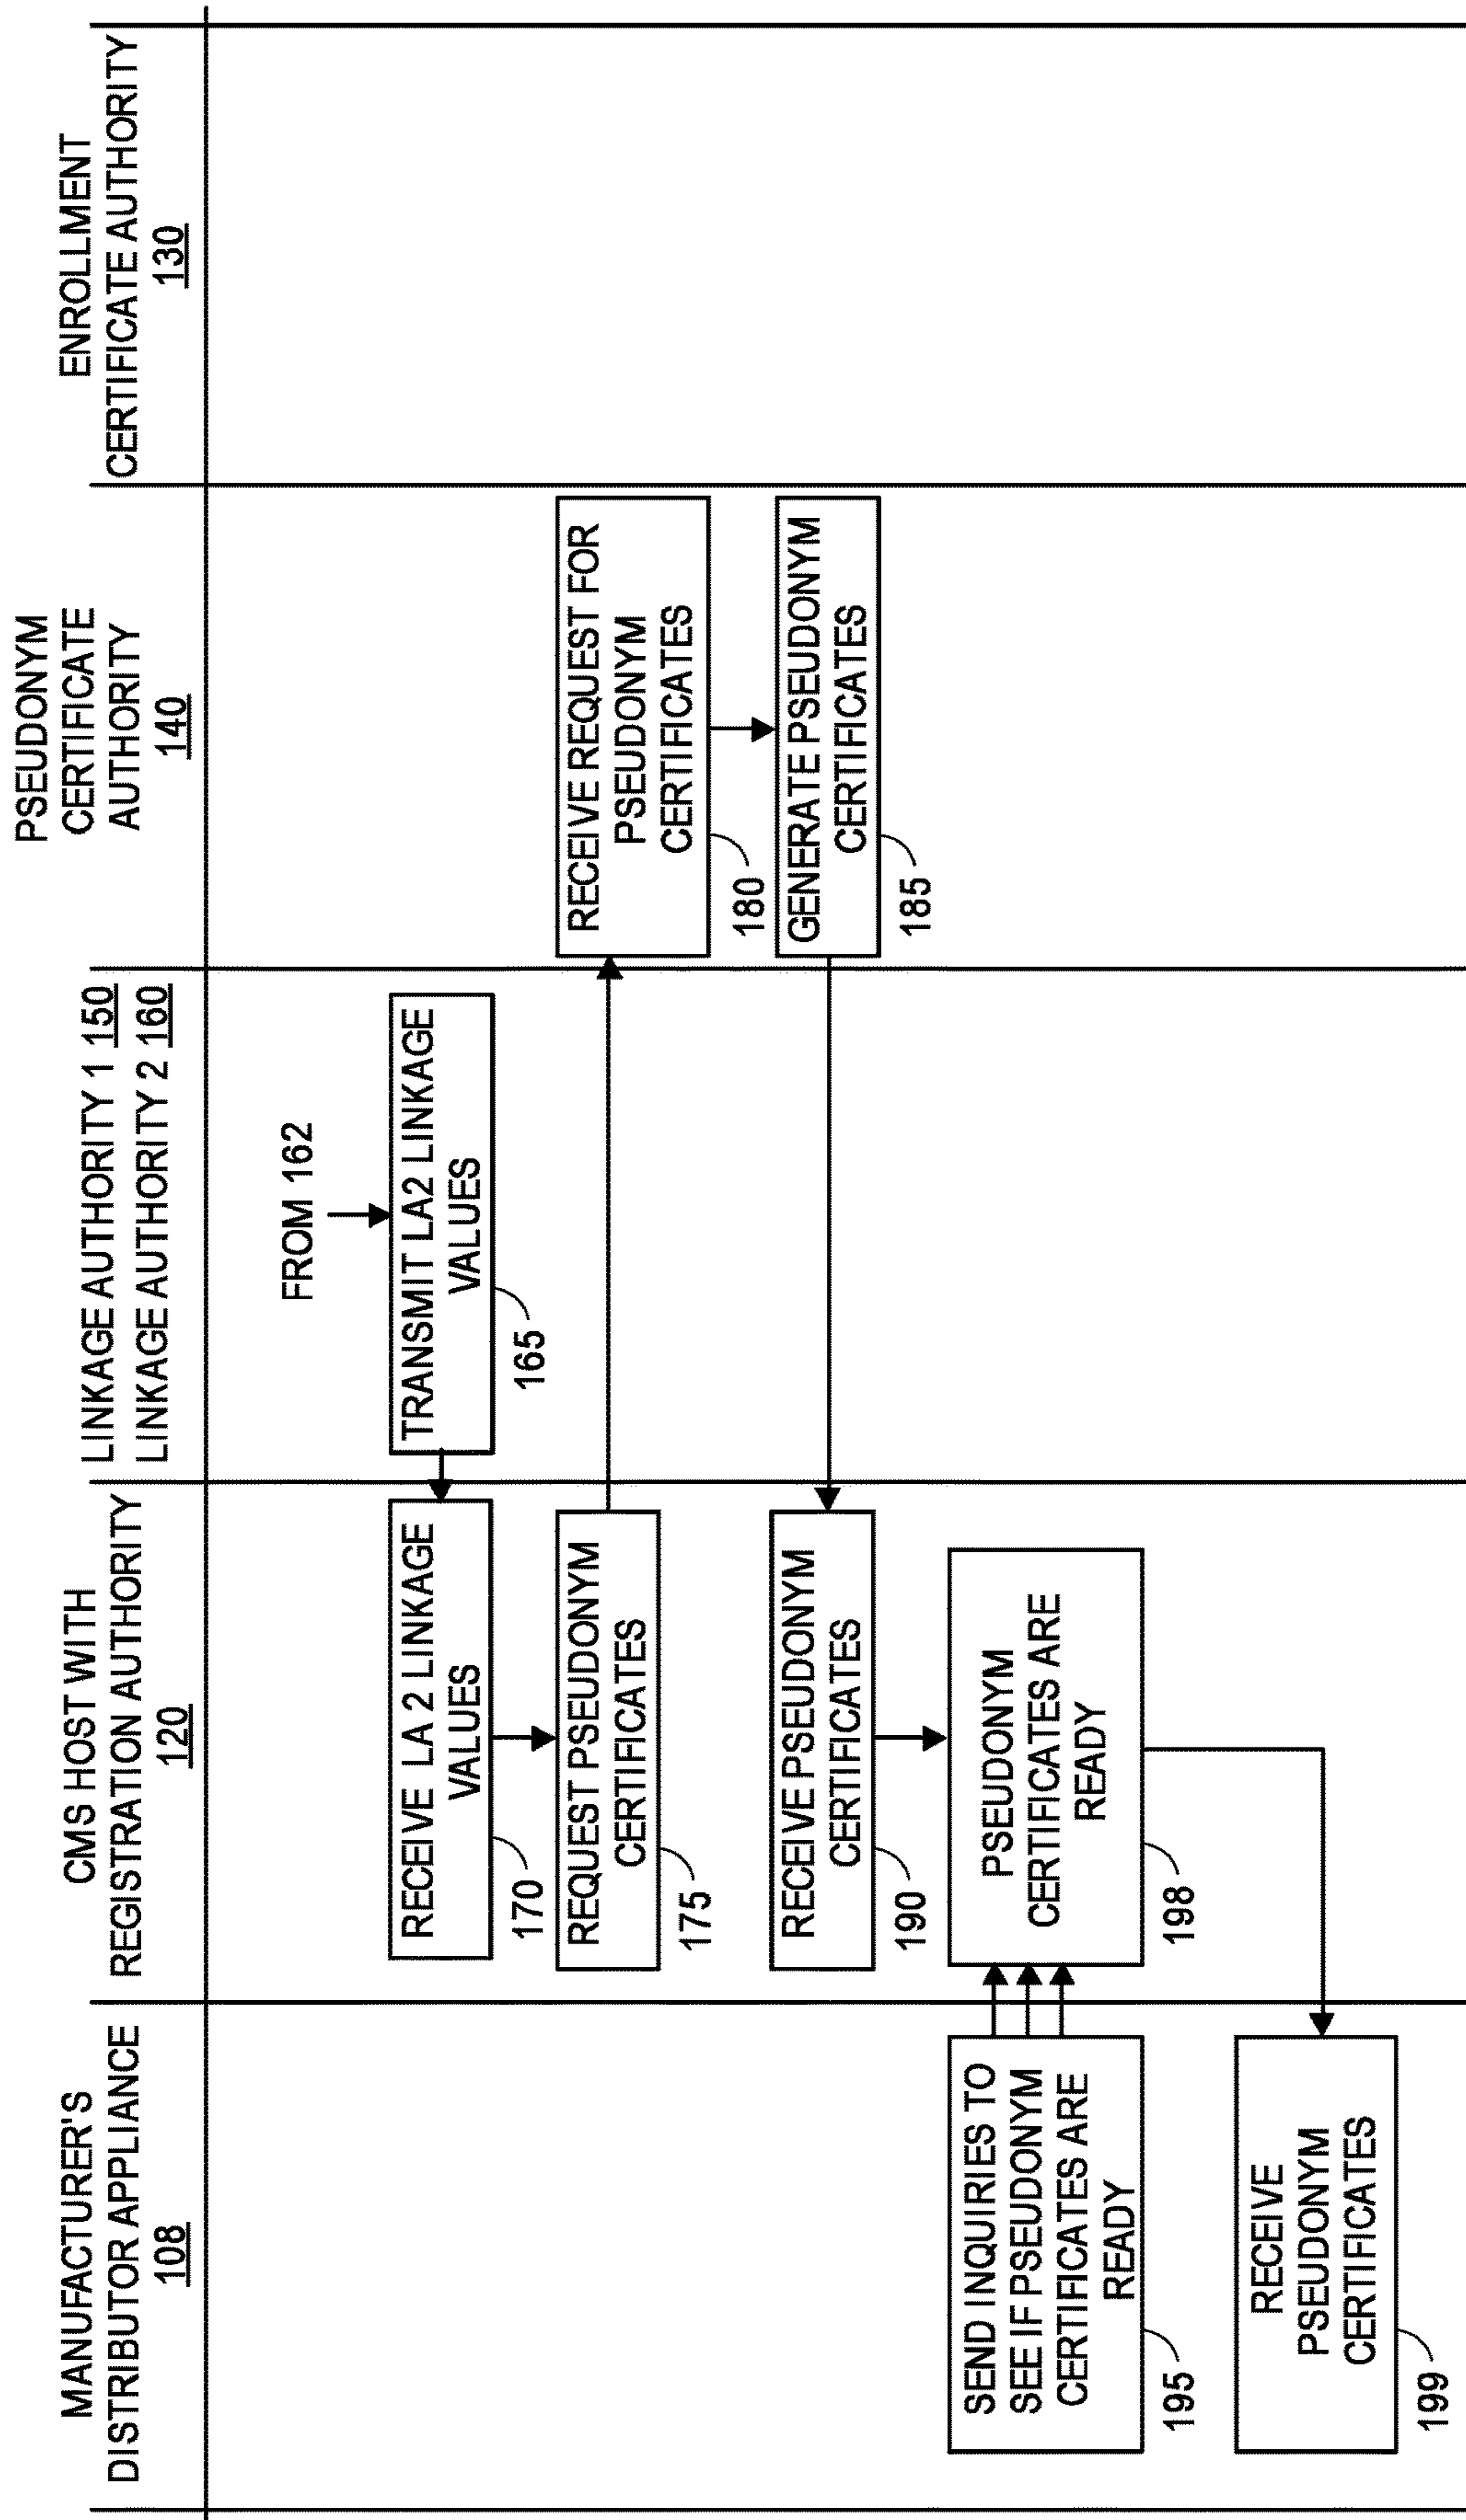 MANUFACTURER'S
DISTRIBUTOR APPLIANCE
108
CMS HOST WITH
REGISTRATION AUTHORITY
120
LINKAGE AUTHORITY 1 150
LINKAGE AUTHORITY 2 160
PSEUDONYM
CERTIFICATE
AUTHORITY
140
ENROLLMENT
CERTIFICATE AUTHORITY
130
FROM 162
TRANSMIT LA2 LINKAGE
VALUES
165
RECEIVE LA 2 LINKAGE
VALUES
170
REQUEST PSEUDONYM
CERTIFICATES
175
RECEIVE REQUEST FOR
PSEUDONYM
CERTIFICATES
180
GENERATE PSEUDONYM
CERTIFICATES
185
RECEIVE PSEUDONYM
CERTIFICATES
190
SEND INQUIRIES TO
SEE IF PSEUDONYM
CERTIFICATES ARE
READY
195
PSEUDONYM
CERTIFICATES ARE
READY
198
RECEIVE
PSEUDONYM
CERTIFICATES
199